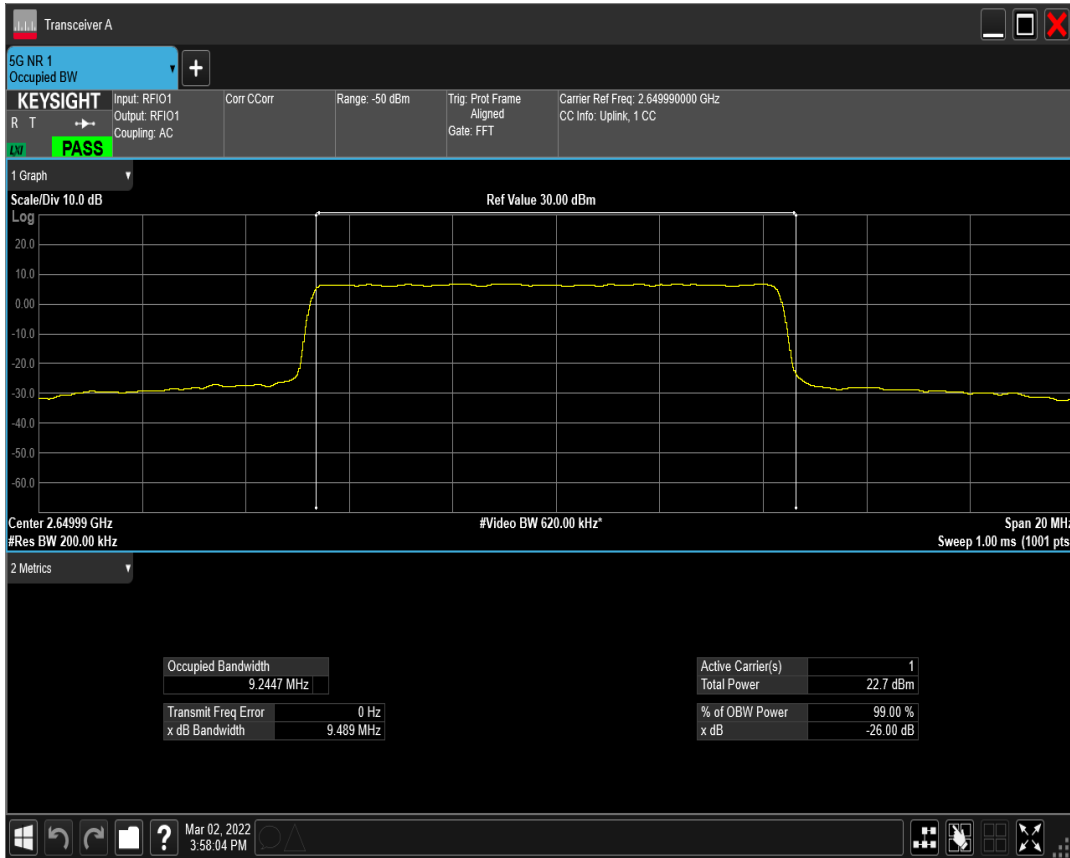 Transceiver A
5G NR 1
Occupied BW
+
KEYSIGHT
R T
LXI
PASS
Input: RFIO1
Output: RFIO1
Coupling: AC
Corr CCorr
Range: -50 dBm
Trig: Prot Frame
Aligned
Gate: FFT
Carrier Ref Freq: 2.649990000 GHz
CC Info: Uplink, 1 CC
1 Graph
Scale/Div 10.0 dB
Ref Value 30.00 dBm
Log
20.0
10.0
0.00
-10.0
-20.0
-30.0
-40.0
-50.0
-60.0
Center 2.64999 GHz
#Video BW 620.00 kHz*
Span 20 MHz
#Res BW 200.00 kHz
Sweep 1.00 ms (1001 pts
2 Metrics
Occupied Bandwidth
9.2447 MHz
Transmit Freq Error 0 Hz
x dB Bandwidth 9.489 MHz
Active Carrier(s) 1
Total Power 22.7 dBm
% of OBW Power 99.00 %
x dB -26.00 dB
?
Mar 02, 2022
3:58:04 PM